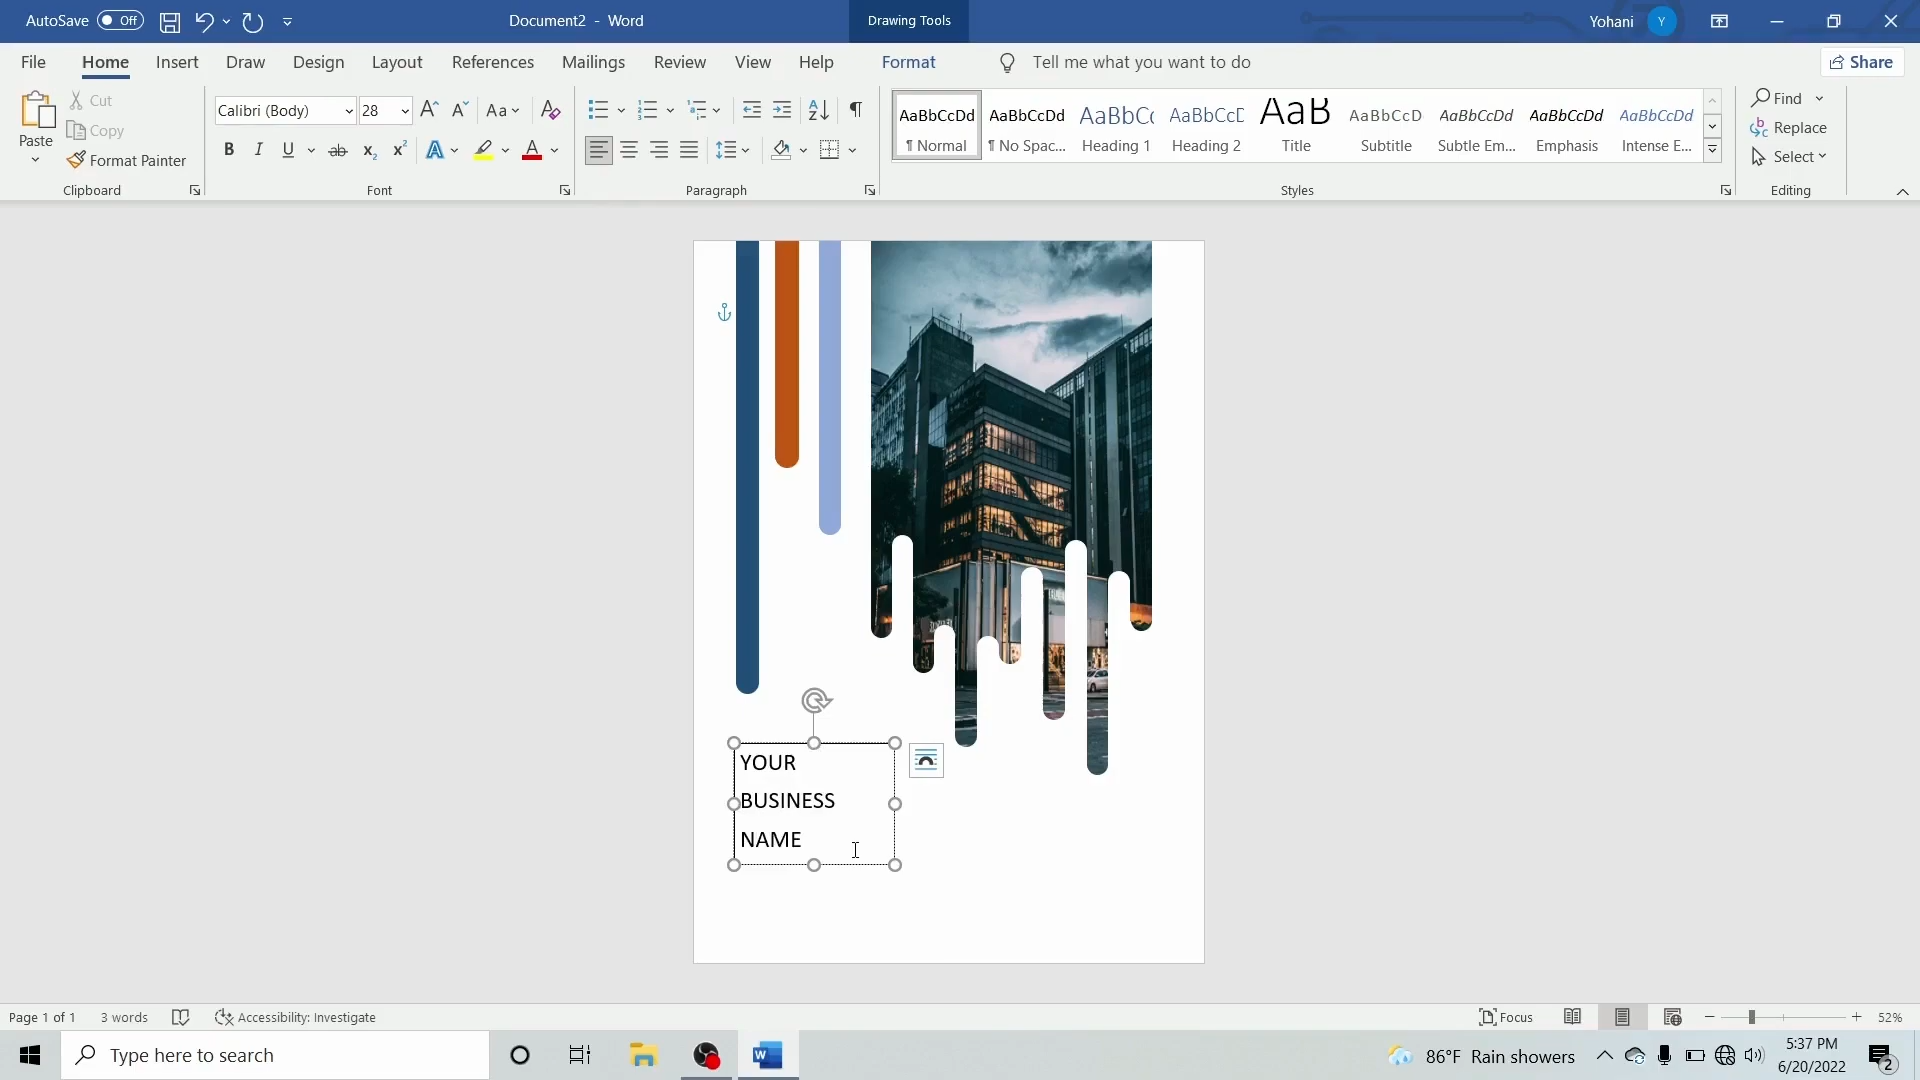 AutoSave Off Document2 - Word Drawing Tools Yohani Y
File Home Insert Draw Design Layout References Mailings Review View Help Format Tell me what you want to do Share
Paste
Cut
Copy
Format Painter
Clipboard
Calibri (Body) 28
Font
Paragraph
AaBbCcDd AaBbCcDd AaBbCc AaBbCcD AaB AaBbCcD AaBbCcDd AaBbCcDd AaBbCcDd
¶ Normal ¶ No Spac... Heading 1 Heading 2 Title Subtitle Subtle Em... Emphasis Intense E...
Styles
Find
Replace
Select
Editing
YOUR
BUSINESS
NAME
Page 1 of 1 3 words Accessibility: Investigate Focus 52%
Type here to search 86°F Rain showers 5:37 PM
6/20/2022
2